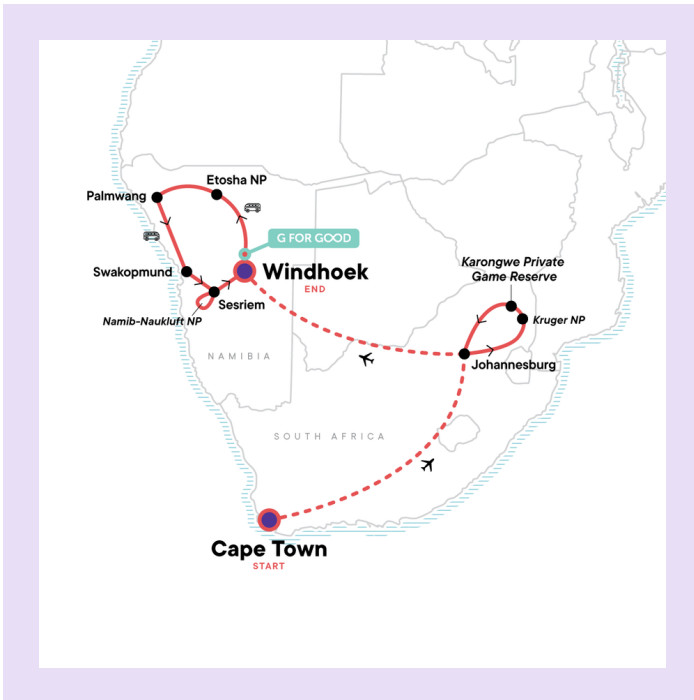 Etosha NP
Palmwang
G FOR GOOD
Swakopmund
Windhoek
END
Karongwe Private
Game Reserve
Sesriem
Namib-Naukluft NP
Kruger NP
NAMIBIA
Johannesburg
SOUTH AFRICA
Cape Town
START